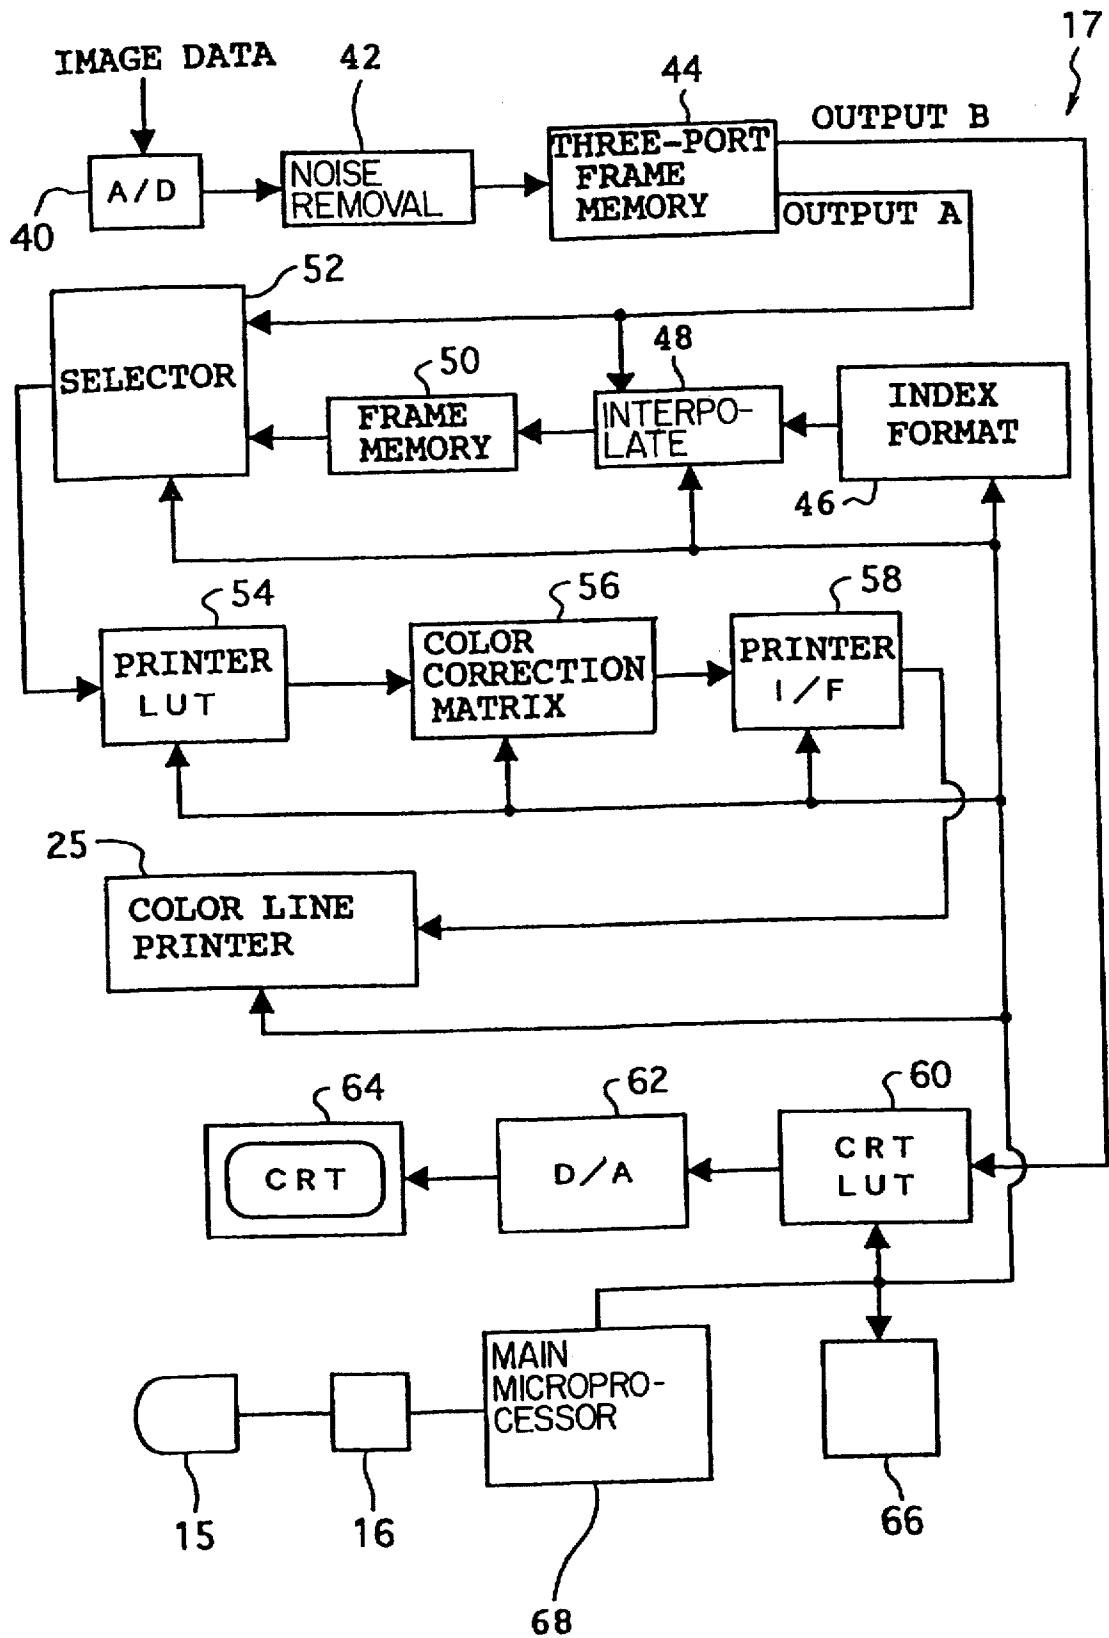 17
IMAGE DATA
42
44
OUTPUT B
A/D
NOISE
REMOVAL
THREE-PORT
FRAME
MEMORY
OUTPUT A
40
52
SELECTOR
50
FRAME
MEMORY
48
INTERPO-
LATE
INDEX
FORMAT
46
54
PRINTER
LUT
56
COLOR
CORRECTION
MATRIX
58
PRINTER
I/F
25
COLOR LINE
PRINTER
64
CRT
62
D/A
60
CRT
LUT
MAIN
MICROPRO-
CESSOR
15
16
66
68